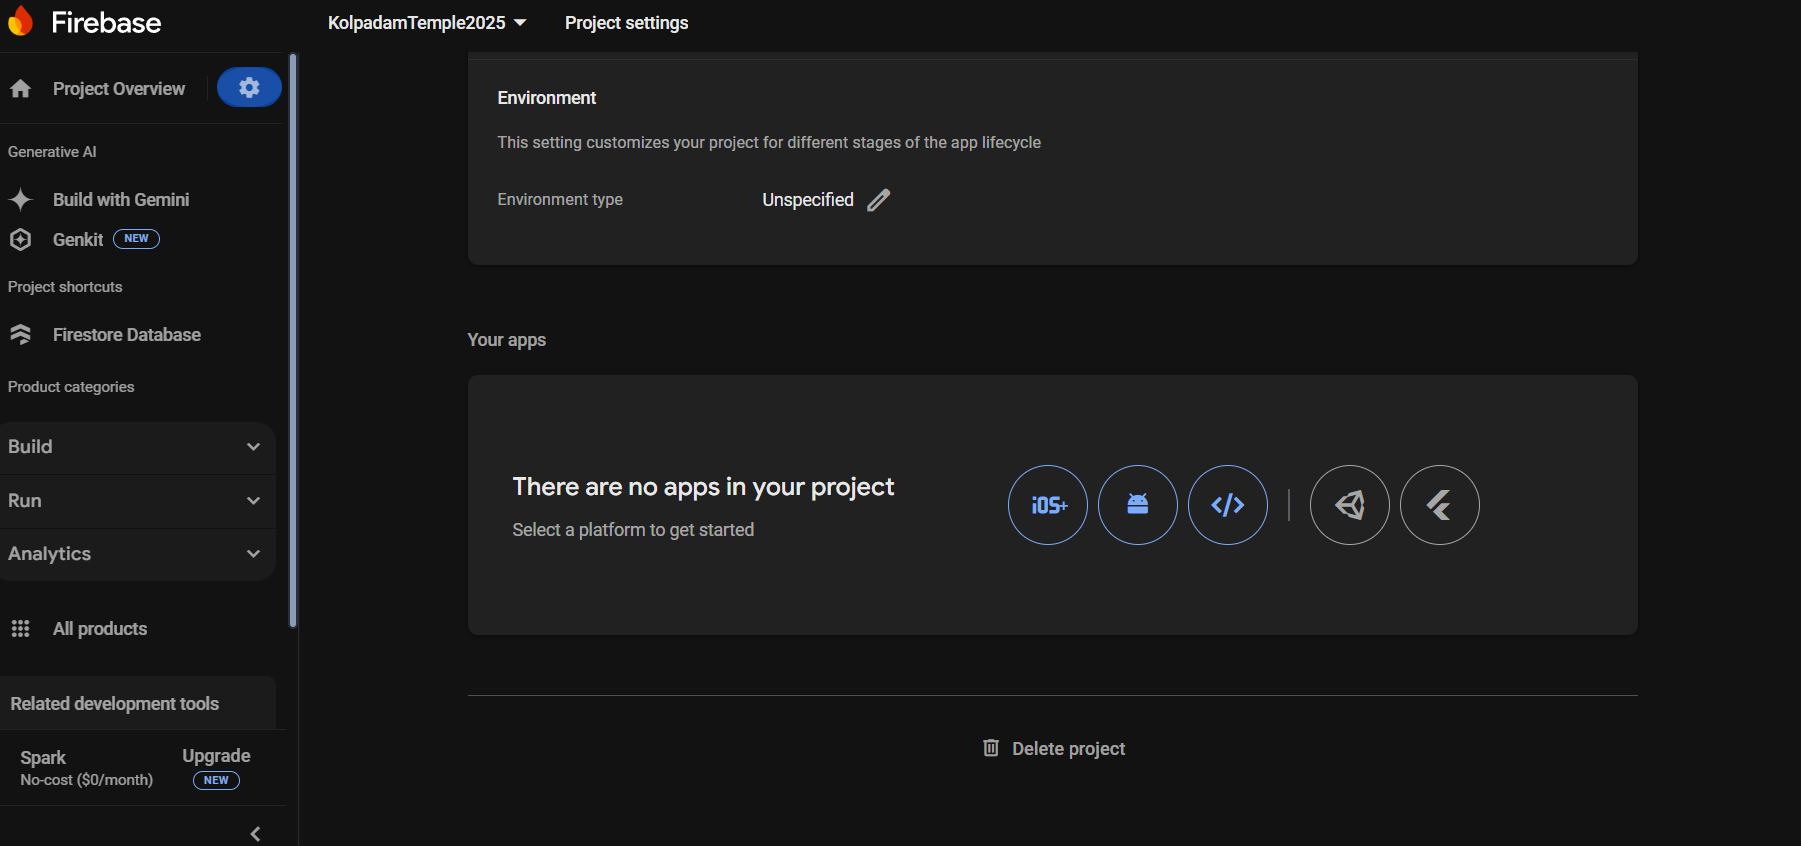 Firebase
KolpadamTemple2025
Project settings
Project Overview
Generative AI
Build with Gemini
Genkit NEW
Project shortcuts
Firestore Database
Product categories
Build
Run
Analytics
All products
Related development tools
Spark
No-cost ($0/month)
Upgrade
NEW
Environment
This setting customizes your project for different stages of the app lifecycle
Environment type Unspecified
Your apps
There are no apps in your project
Select a platform to get started
iOS+
</>
Delete project